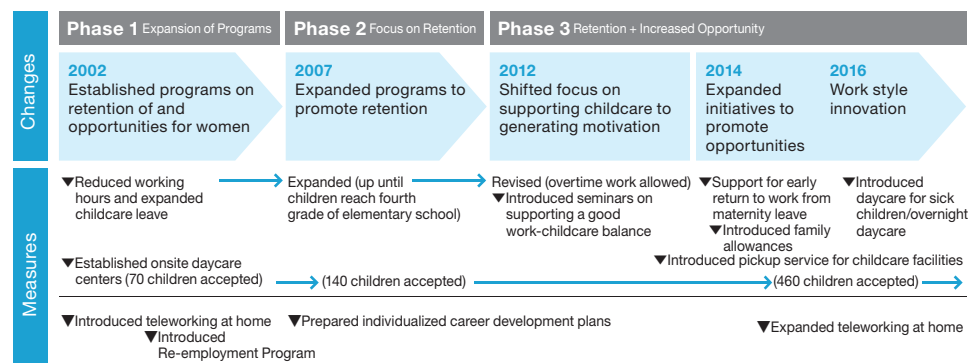 Changes
Phase 1 Expansion of Programs
Phase 2 Focus on Retention
Phase 3 Retention + Increased Opportunity
2002
Established programs on
retention of and
opportunities for women
2007
Expanded programs to
promote retention
2012
Shifted focus on
supporting childcare to
generating motivation
2014
Expanded
initiatives to
promote
opportunities
2016
Work style
innovation
Measures
▼Reduced working
hours and expanded
childcare leave
Expanded (up until
children reach fourth
grade of elementary school)
Revised (overtime work allowed)
▼Introduced seminars on
supporting a good
work-childcare balance
▼Support for early
return to work from
maternity leave
▼Introduced family
allowances
▼Introduced
daycare for sick
children/overnight
daycare
▼Introduced pickup service for childcare facilities
▼Established onsite daycare
centers (70 children accepted)
(140 children accepted)
(460 children accepted)
▼Introduced teleworking at home
▼Introduced
Re-employment Program
▼Prepared individualized career development plans
▼Expanded teleworking at home